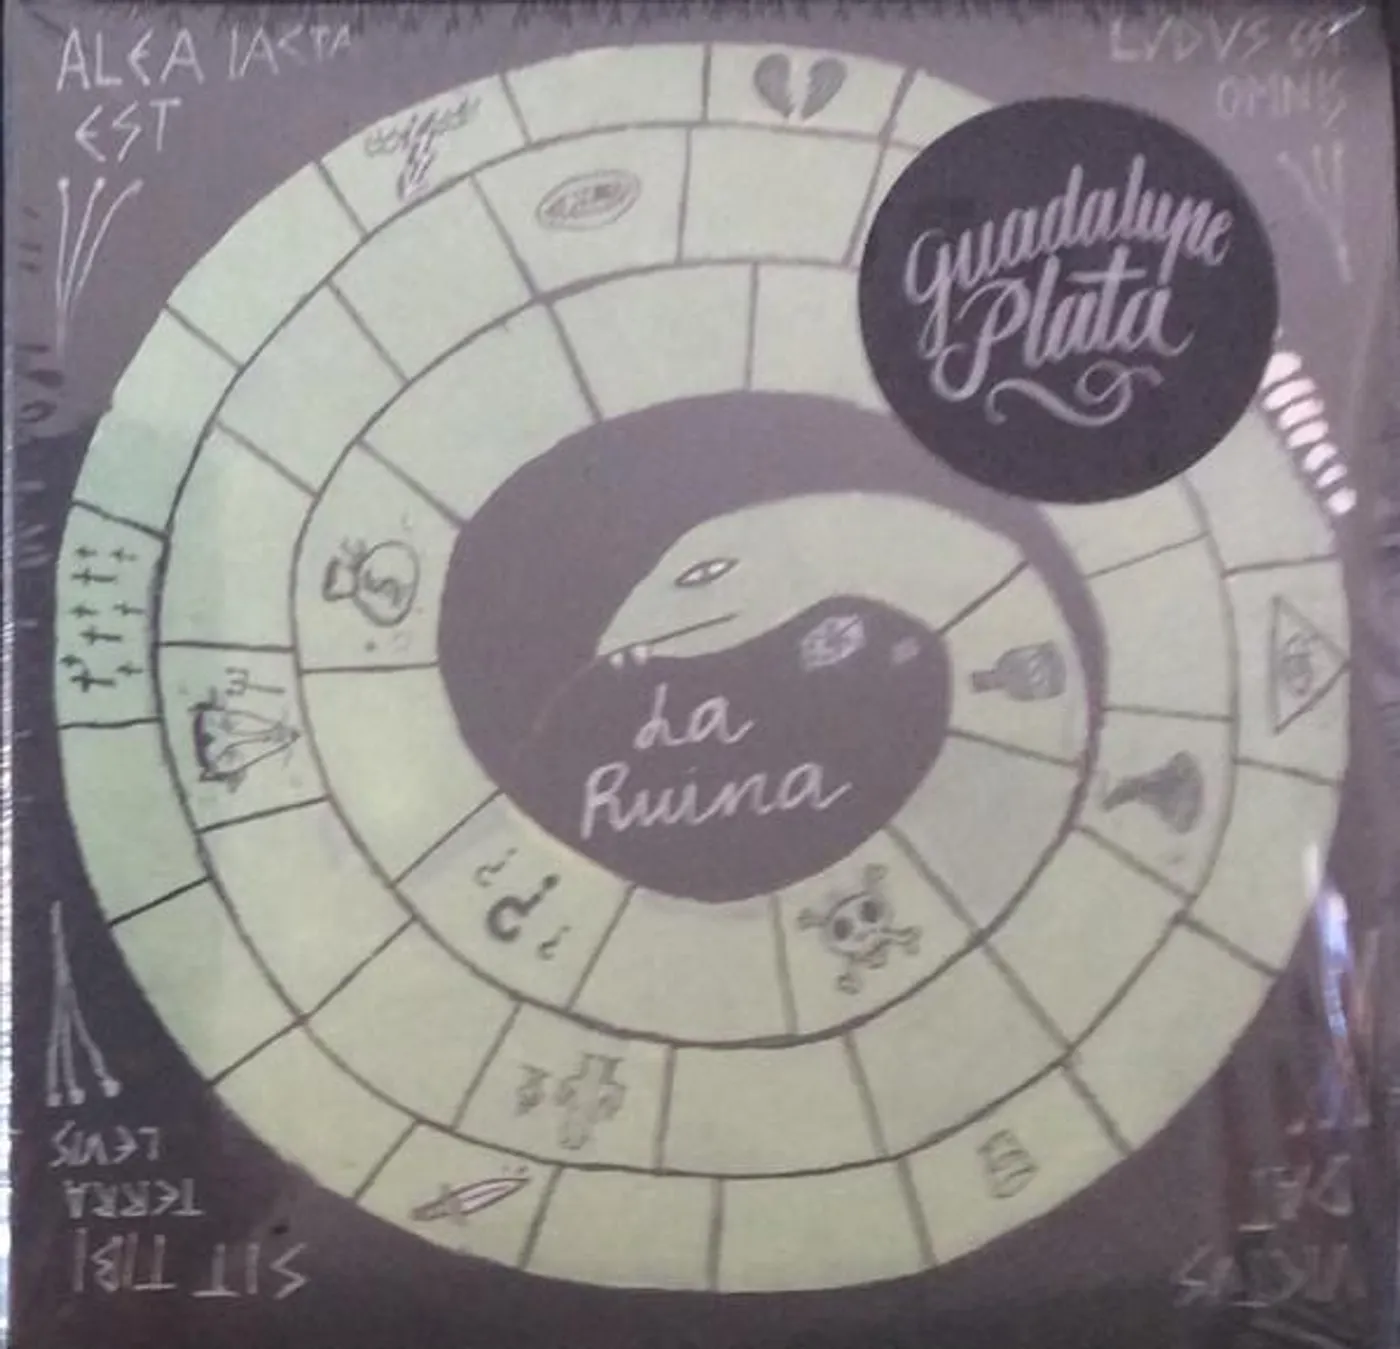 ALEA IACTA
EST
LVDVS EST
OMNIS
guadalupe
Plata
La
Ruina
SIT TIBI
TERRA
LEVIS